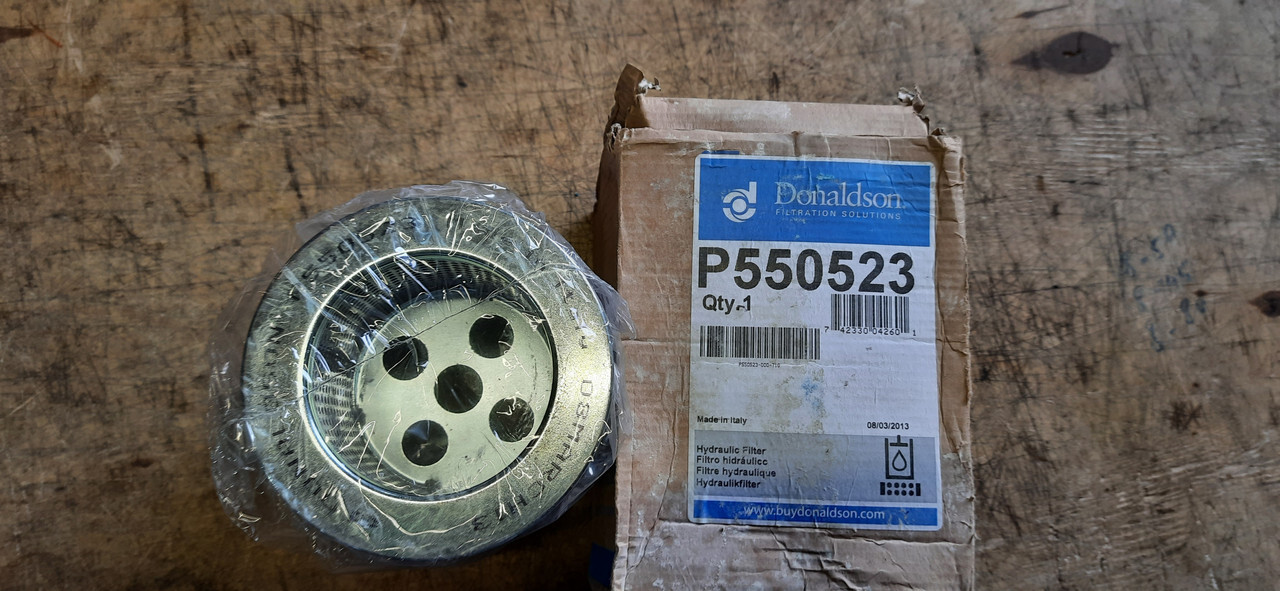 Donaldson
FILTRATION SOLUTIONS
P550523
Qty 1
7 42330 04260 1
Made in Italy
08/03/2013
Hydraulic Filter
Filtro hidráulico
Filtre hydraulique
Hydraulikfilter
www.buydonaldson.com
03MARCH13